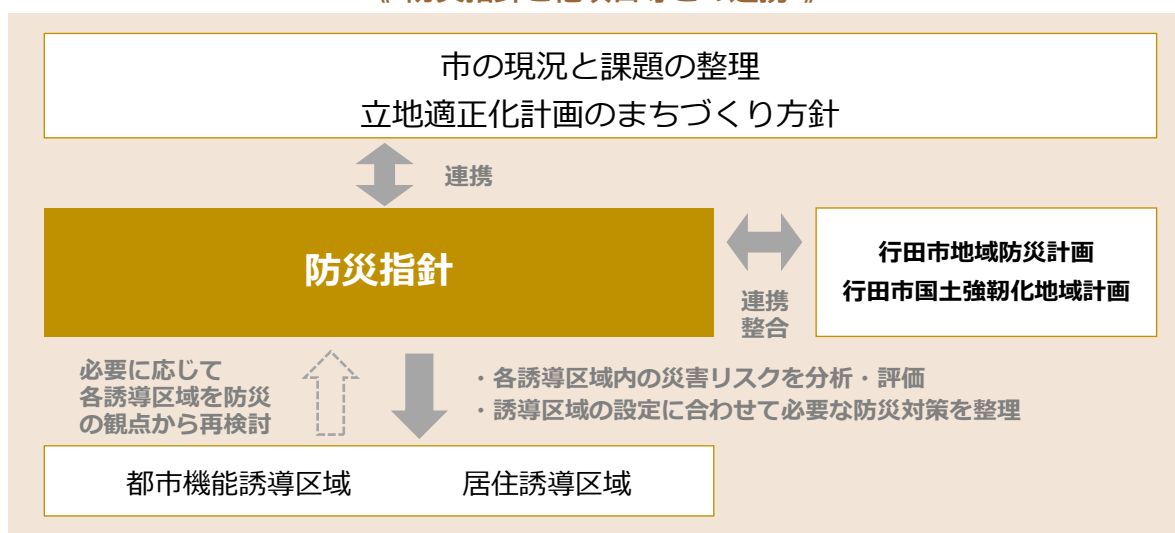 市の現況と課題の整理
立地適正化計画のまちづくり方針
連携
防災指針
連携
整合
行田市地域防災計画
行田市国土強靭化地域計画
必要に応じて
各誘導区域を防災
の観点から再検討
・各誘導区域内の災害リスクを分析・評価
・誘導区域の設定に合わせて必要な防災対策を整理
都市機能誘導区域
居住誘導区域